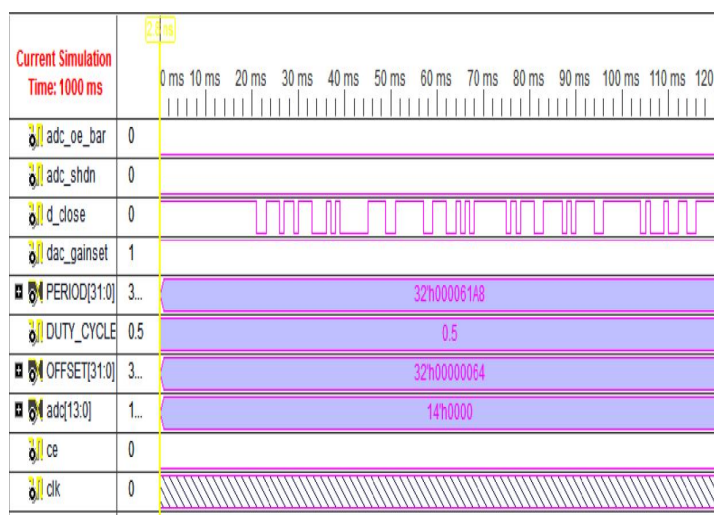 2.8 ns
Current Simulation
Time: 1000 ms
0 ms 10 ms 20 ms 30 ms 40 ms 50 ms 60 ms 70 ms 80 ms 90 ms 100 ms 110 ms 120
adc_oe_bar 0
adc_shdn 0
d_close 0
dac_gainset 1
PERIOD[31:0] 3... 32'h000061A8
DUTY_CYCLE 0.5 0.5
OFFSET[31:0] 3... 32'h00000064
adc[13:0] 1... 14'h0000
ce 0
clk 0